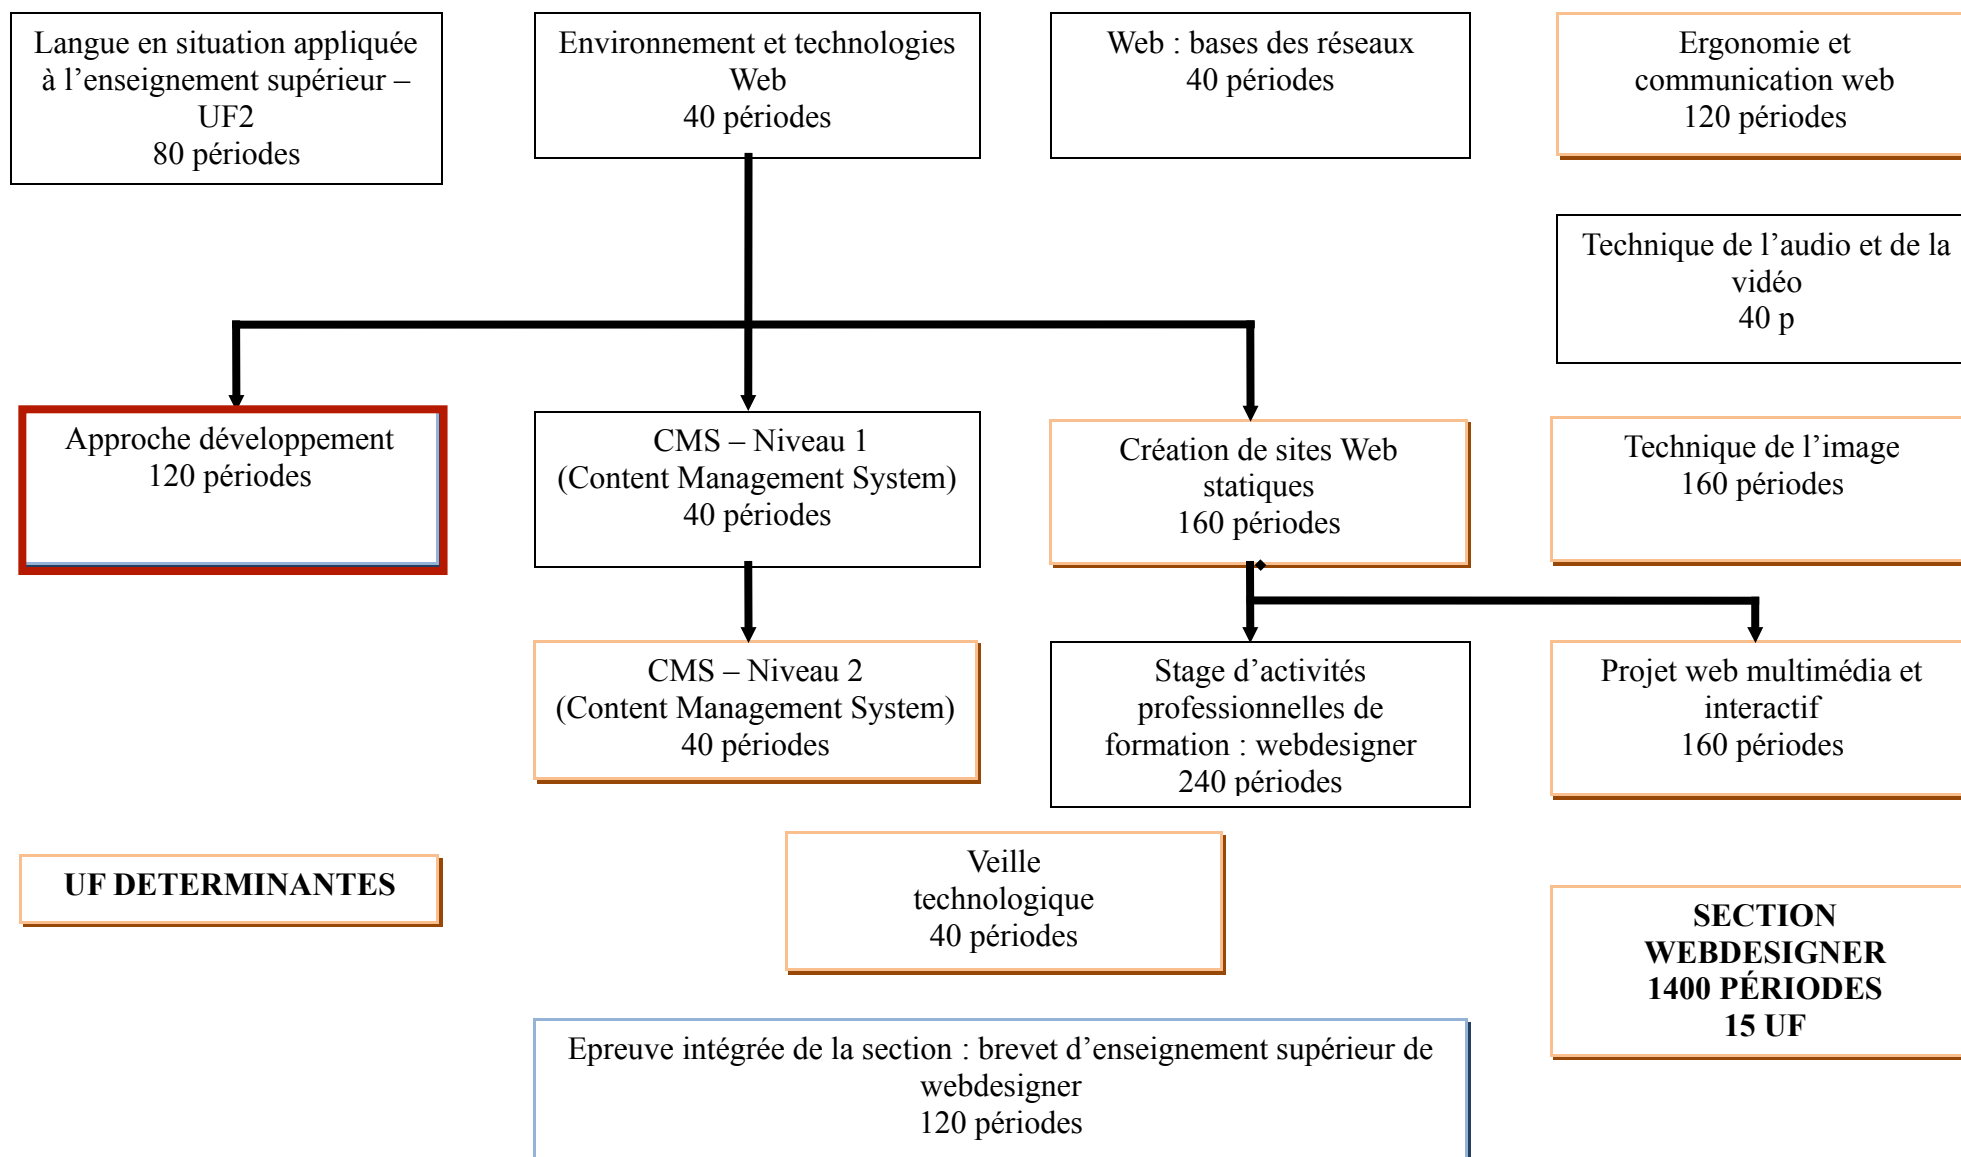 Langue en situation appliquée
à l’enseignement supérieur –
UF2
80 périodes
Environnement et technologies
Web
40 périodes
Web : bases des réseaux
40 périodes
Ergonomie et
communication web
120 périodes
Technique de l’audio et de la
vidéo
40 p
Approche développement
120 périodes
CMS – Niveau 1
(Content Management System)
40 périodes
Création de sites Web
statiques
160 périodes
Technique de l’image
160 périodes
CMS – Niveau 2
(Content Management System)
40 périodes
Stage d’activités
professionnelles de
formation : webdesigner
240 périodes
Projet web multimédia et
interactif
160 périodes
UF DETERMINANTES
Veille
technologique
40 périodes
SECTION
WEBDESIGNER
1400 PÉRIODES
15 UF
Epreuve intégrée de la section : brevet d’enseignement supérieur de
webdesigner
120 périodes